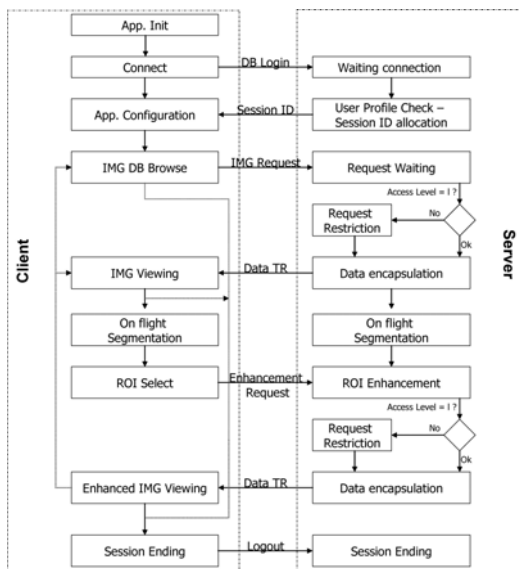 App. Init
Connect
DB Login
Waiting connection
App. Configuration
Session ID
User Profile Check –
Session ID allocation
IMG DB Browse
IMG Request
Request Waiting
Access Level = l ?
Request
Restriction
No
Ok
Client
Server
IMG Viewing
Data TR
Data encapsulation
On flight
Segmentation
On flight
Segmentation
ROI Select
Enhancement
Request
ROI Enhancement
Access Level = l ?
Request
Restriction
No
Ok
Enhanced IMG Viewing
Data TR
Data encapsulation
Session Ending
Logout
Session Ending